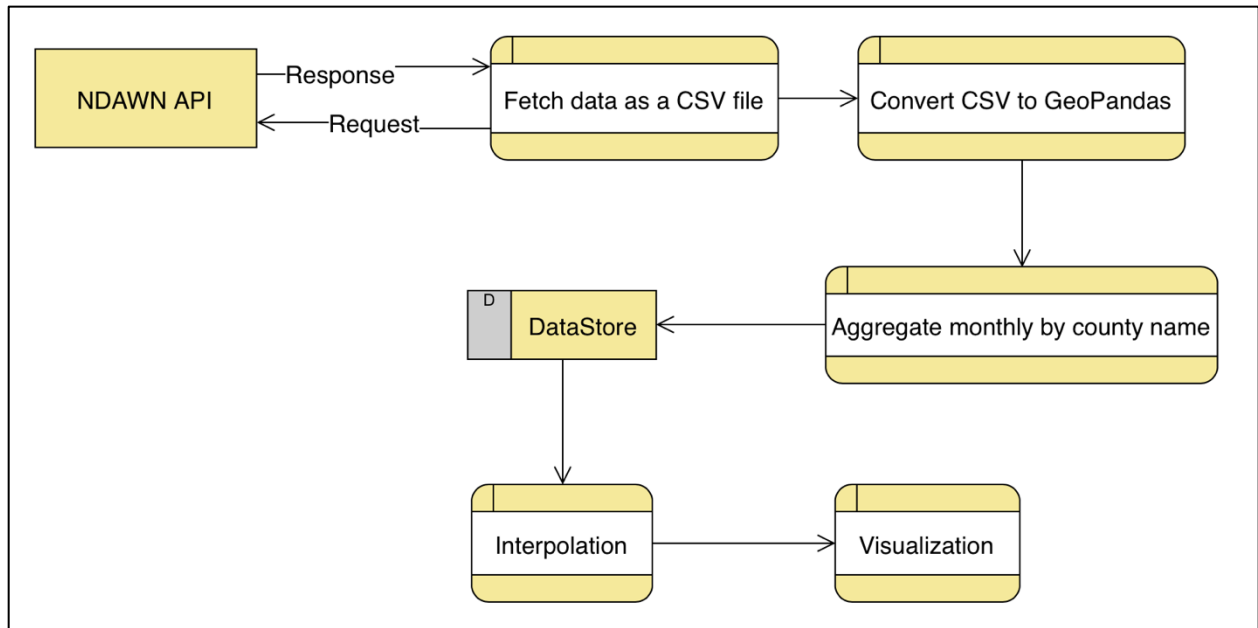 NDAWN API
Response
Request
Fetch data as a CSV file
Convert CSV to GeoPandas
Aggregate monthly by county name
D
DataStore
Interpolation
Visualization